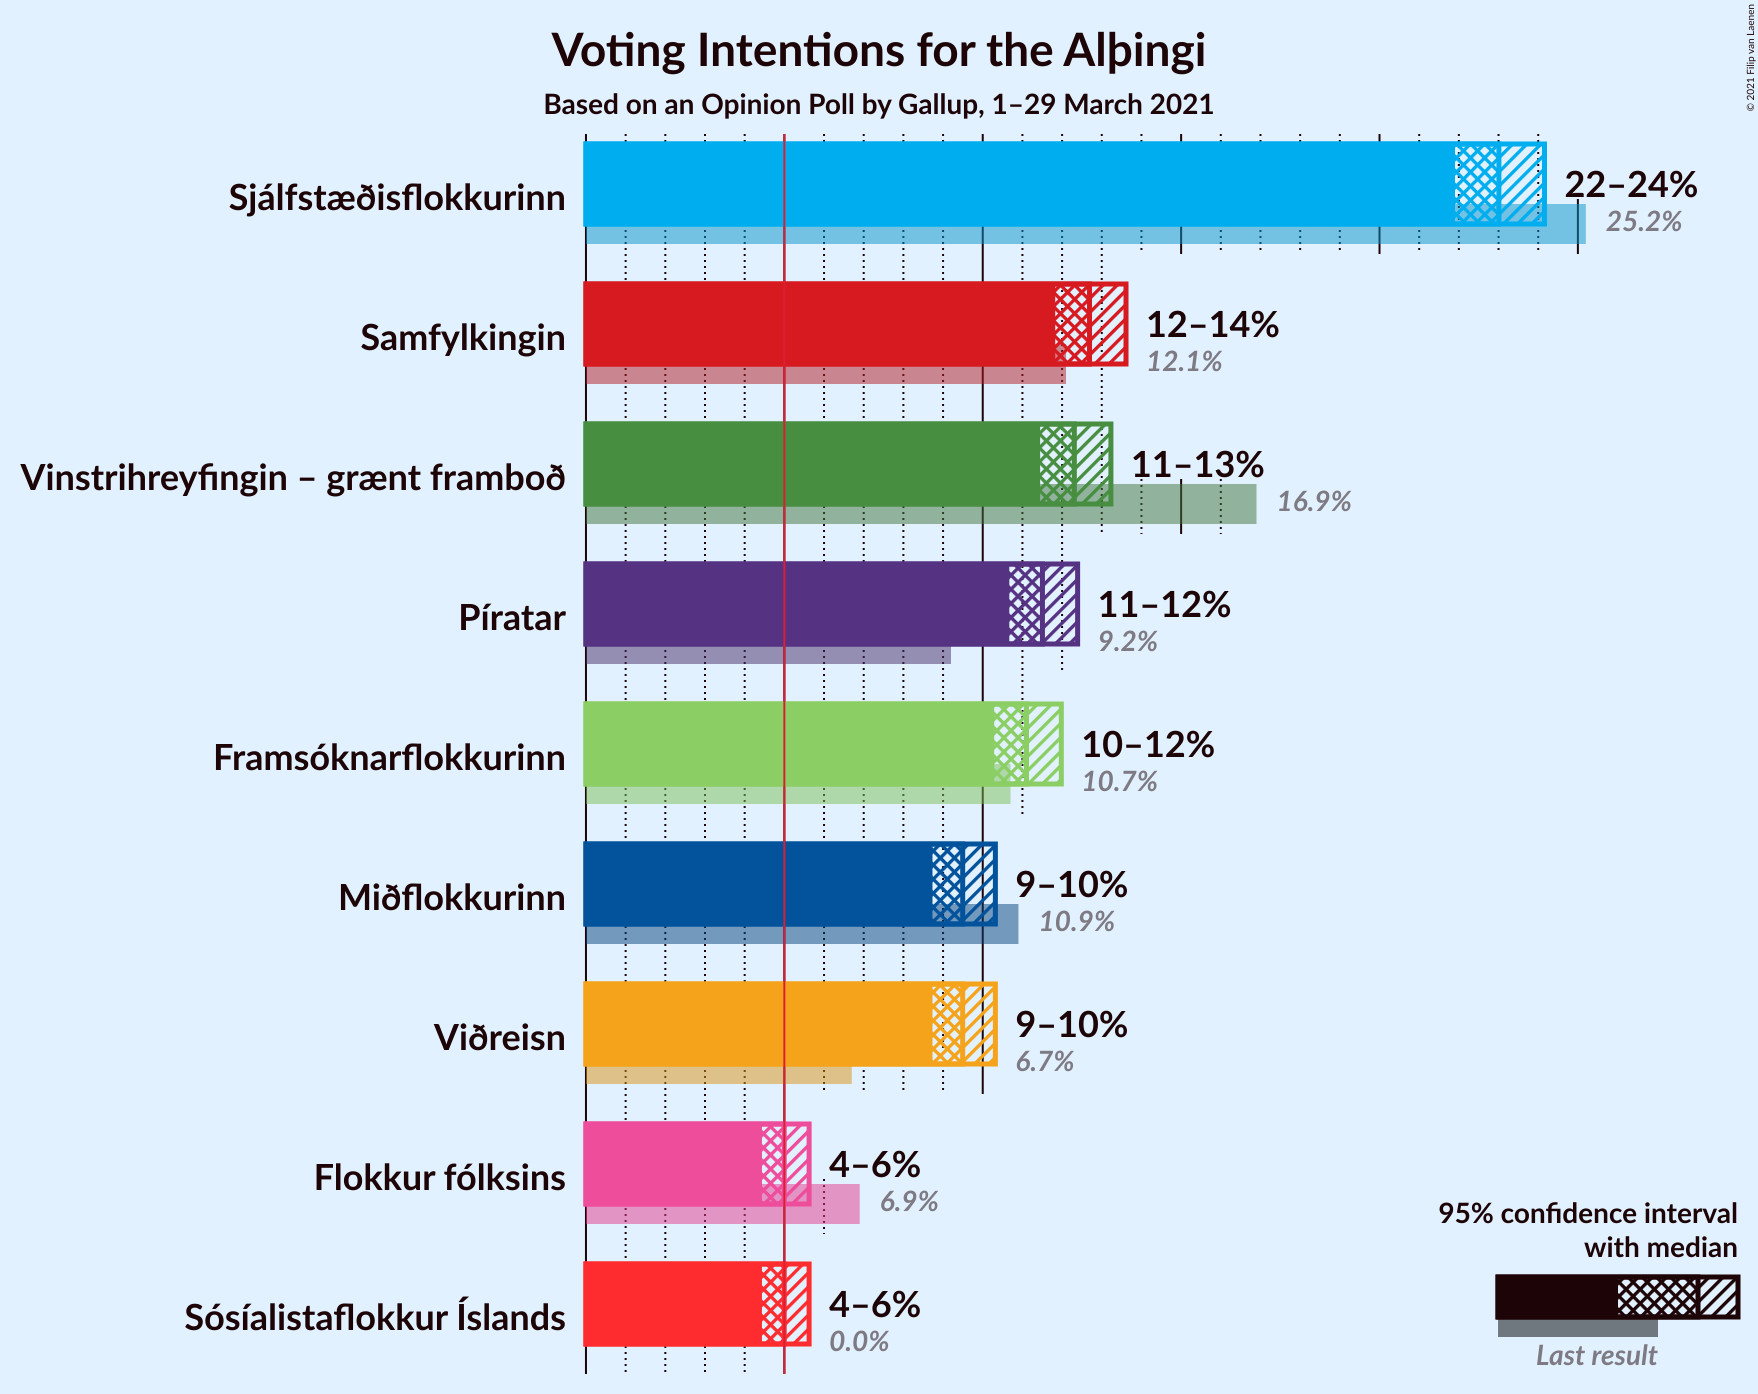 Voting Intentions for the Alþingi
Based on an Opinion Poll by Gallup, 1–29 March 2021
© 2021 Filip van Laenen
Sjálfstæðisflokkurinn
22–24%
25.2%
Samfylkingin
12–14%
12.1%
Vinstrihreyfingin – grænt framboð
11–13%
16.9%
Píratar
11–12%
9.2%
Framsóknarflokkurinn
10–12%
10.7%
Miðflokkurinn
9–10%
10.9%
Viðreisn
9–10%
6.7%
Flokkur fólksins
4–6%
6.9%
Sósíalistaflokkur Íslands
4–6%
0.0%
95% confidence interval
with median
Last result